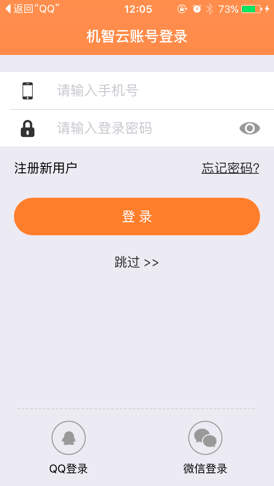 返回“QQ”
12:05
73%
机智云账号登录
请输入手机号
请输入登录密码
注册新用户
忘记密码?
登 录
跳过 >>
QQ登录
微信登录